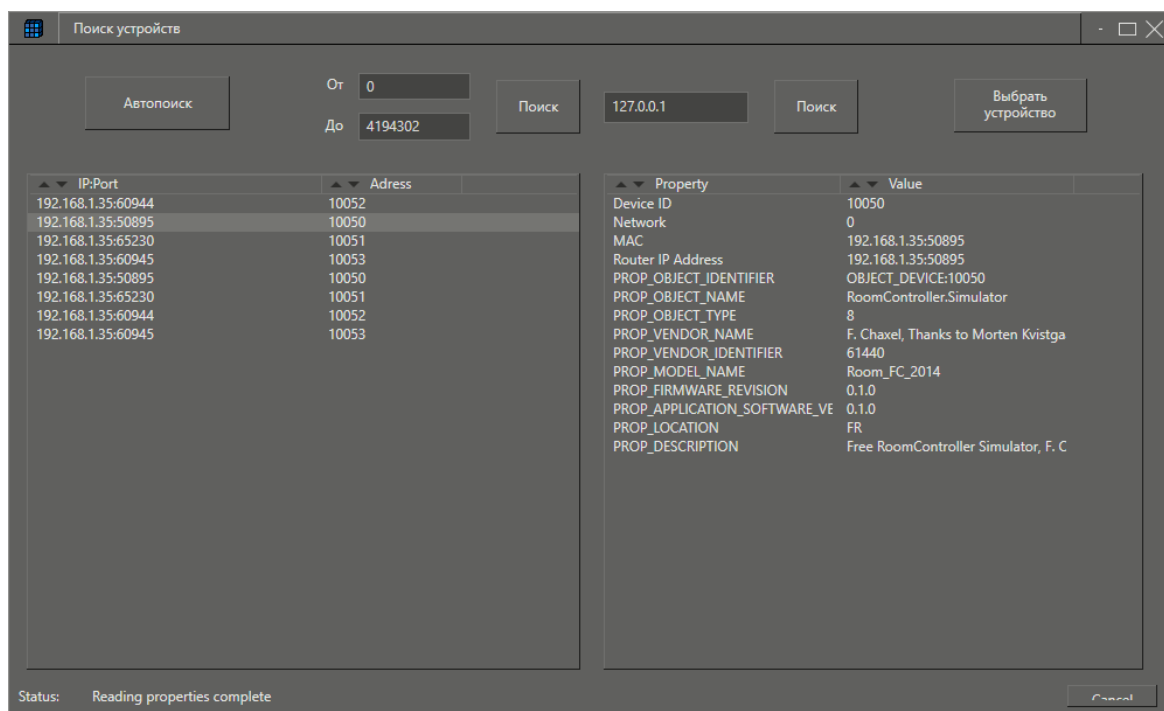 Поиск устройств
Автопоиск
От 0
До 4194302
Поиск
127.0.0.1
Поиск
Выбрать
устройство
IP:Port Adress
192.168.1.35:60944 10052
192.168.1.35:50895 10050
192.168.1.35:65230 10051
192.168.1.35:60945 10053
192.168.1.35:50895 10050
192.168.1.35:65230 10051
192.168.1.35:60944 10052
192.168.1.35:60945 10053
Property Value
Device ID 10050
Network 0
MAC 192.168.1.35:50895
Router IP Address 192.168.1.35:50895
PROP_OBJECT_IDENTIFIER OBJECT_DEVICE:10050
PROP_OBJECT_NAME RoomController.Simulator
PROP_OBJECT_TYPE 8
PROP_VENDOR_NAME F. Chaxel, Thanks to Morten Kvistga
PROP_VENDOR_IDENTIFIER 61440
PROP_MODEL_NAME Room_FC_2014
PROP_FIRMWARE_REVISION 0.1.0
PROP_APPLICATION_SOFTWARE_VE 0.1.0
PROP_LOCATION FR
PROP_DESCRIPTION Free RoomController Simulator, F. C
Status: Reading properties complete
Cancel